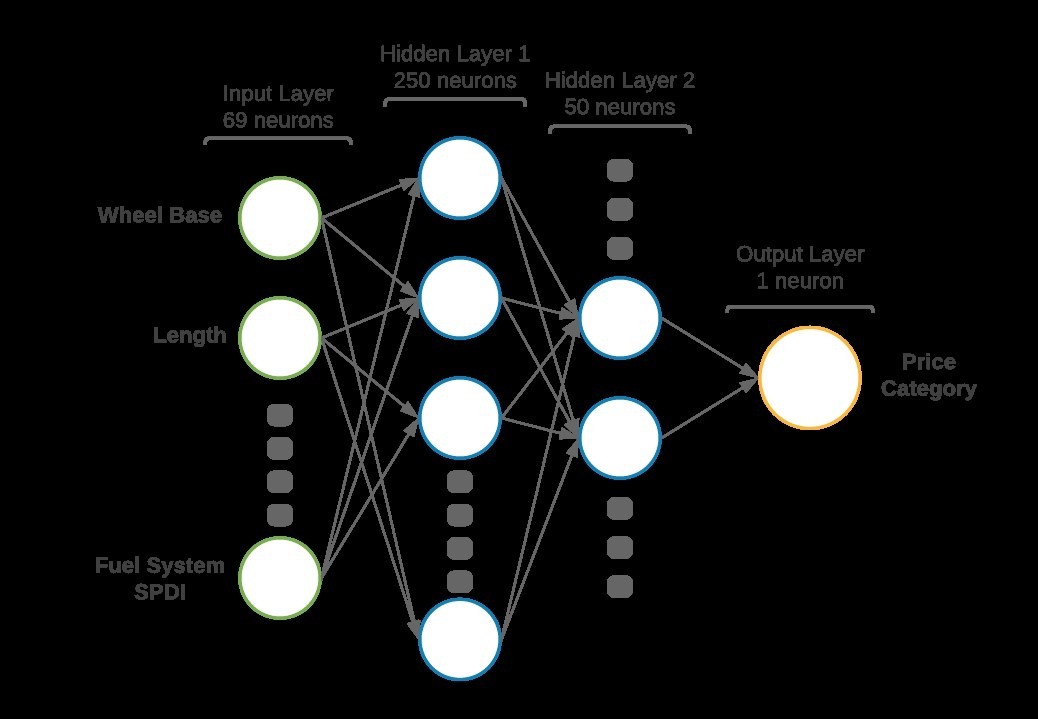 Hidden Layer 1
250 neurons
Hidden Layer 2
50 neurons
Input Layer
69 neurons
Wheel Base
Output Layer
1 neuron
Length
Price
Category
Fuel System
SPDI